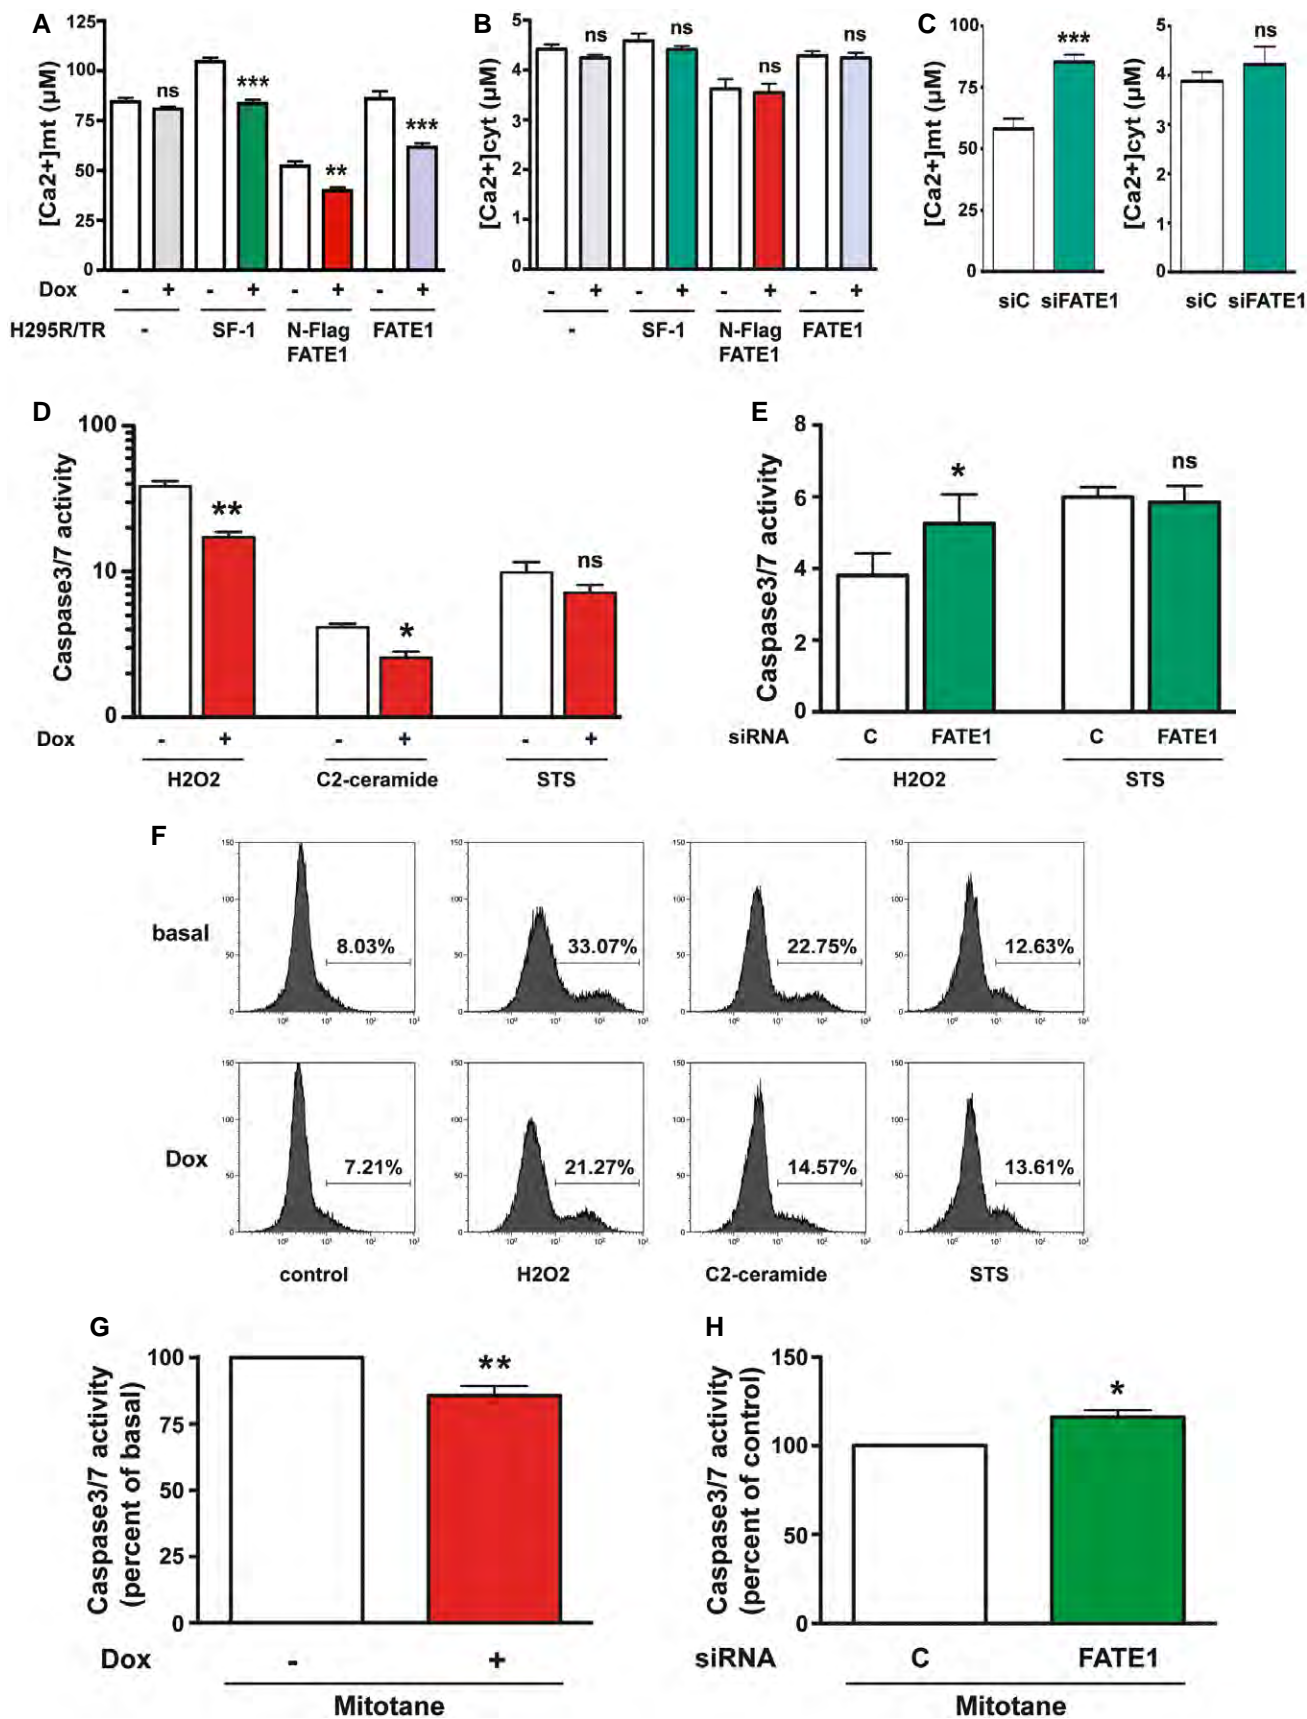 A
125
100
75
50
25
0
[Ca2+]mt (µM)
ns
***
**
***
Dox - + - + - + - +
H295R/TR - SF-1 N-Flag FATE1 FATE1
B
5
4
3
2
1
0
[Ca2+]cyt (µM)
ns
ns
ns
ns
- + - + - + - +
- SF-1 N-Flag FATE1 FATE1
C
100
75
50
25
0
[Ca2+]mt (µM)
***
siC siFATE1
5
4
3
2
1
0
[Ca2+]cyt (µM)
ns
siC siFATE1
D
100
10
0
Caspase3/7 activity
**
*
ns
Dox - + - + - +
H2O2 C2-ceramide STS
E
8
6
4
2
0
Caspase3/7 activity
*
ns
siRNA C FATE1 C FATE1
H2O2 STS
F
basal
8.03%
33.07%
22.75%
12.63%
Dox
7.21%
21.27%
14.57%
13.61%
control H2O2 C2-ceramide STS
G
100
75
50
25
0
Caspase3/7 activity
(percent of basal)
**
Dox - +
Mitotane
H
150
100
50
0
Caspase3/7 activity
(percent of control)
*
siRNA C FATE1
Mitotane